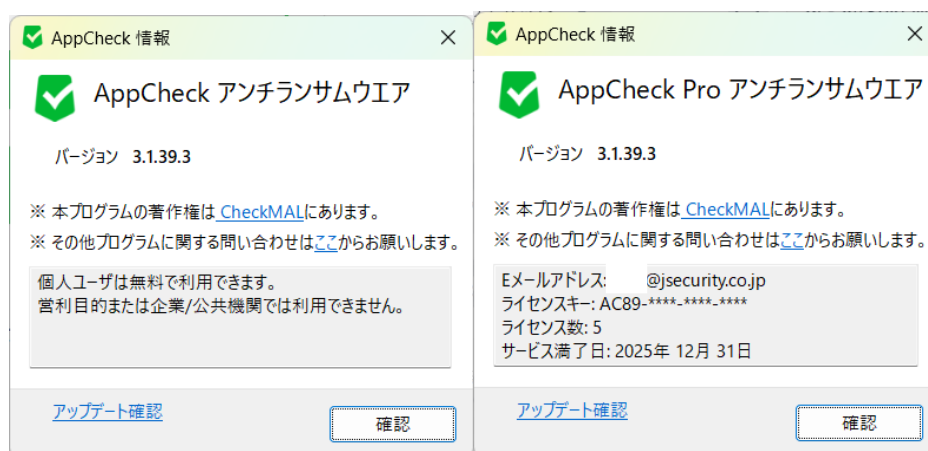 AppCheck 情報
AppCheck アンチランサムウエア
バージョン 3.1.39.3
※ 本プログラムの著作権は CheckMALにあります。
※ その他プログラムに関する問い合わせはここからお願いします。
個人ユーザは無料で利用できます。
営利目的または企業/公共機関では利用できません。
アップデート確認
確認
AppCheck 情報
AppCheck Pro アンチランサムウエア
バージョン 3.1.39.3
※ 本プログラムの著作権は CheckMALにあります。
※ その他プログラムに関する問い合わせはここからお願いします。
Eメールアドレス: @jsecurity.co.jp
ライセンスキー: AC89-****-****-****
ライセンス数: 5
サービス満了日: 2025年 12月 31日
アップデート確認
確認